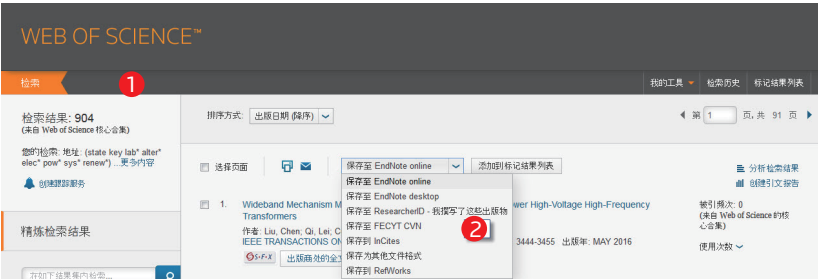 WEB OF SCIENCE™
检索
1
我的工具
检索历史
标记结果列表
检索结果: 904
(来自 Web of Science 核心合集)
您的检索: 地址: (state key lab* alter*
elec* pow* sys* renew*) ...更多内容
创建跟踪服务
精炼检索结果
在如下结果集内检索...
排序方式: 出版日期 (降序)
第 1 页, 共 91 页
选择页面
保存至 EndNote online
添加到标记结果列表
保存至 EndNote online
保存至 EndNote desktop
保存至 ResearcherID - 我撰写了这些出版物
保存至 FECYT CVN
保存到 InCites
保存为其他文件格式
保存到 RefWorks
2
分析检索结果
创建引文报告
1. Wideband Mechanism M
wer High-Voltage High-Frequency
Transformers
作者: Liu, Chen; Qi, Lei; C
IEEE TRANSACTIONS ON
3444-3455 出版年: MAY 2016
S·F·X
出版商处的全文
被引频次: 0
(来自 Web of Science 的核
心合集)
使用次数